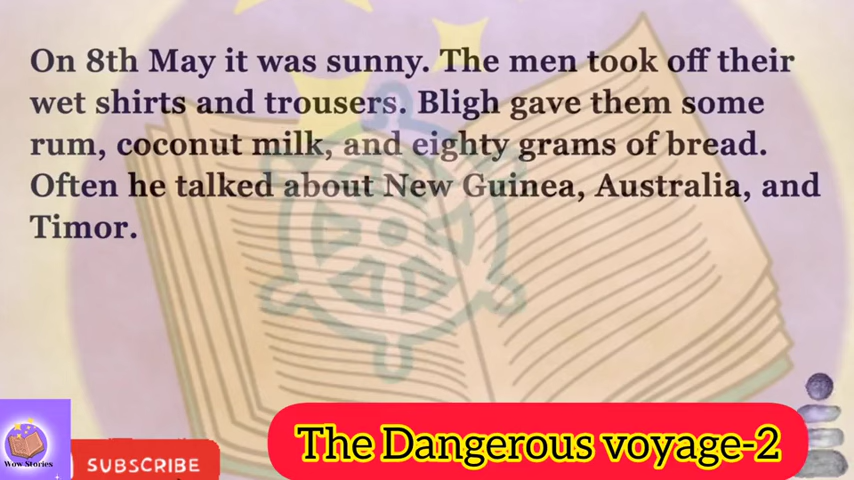 On 8th May it was sunny. The men took off their
wet shirts and trousers. Bligh gave them some
rum, coconut milk, and eighty grams of bread.
Often he talked about New Guinea, Australia, and
Timor.
The Dangerous voyage-2
Wow Stories
SUBSCRIBE